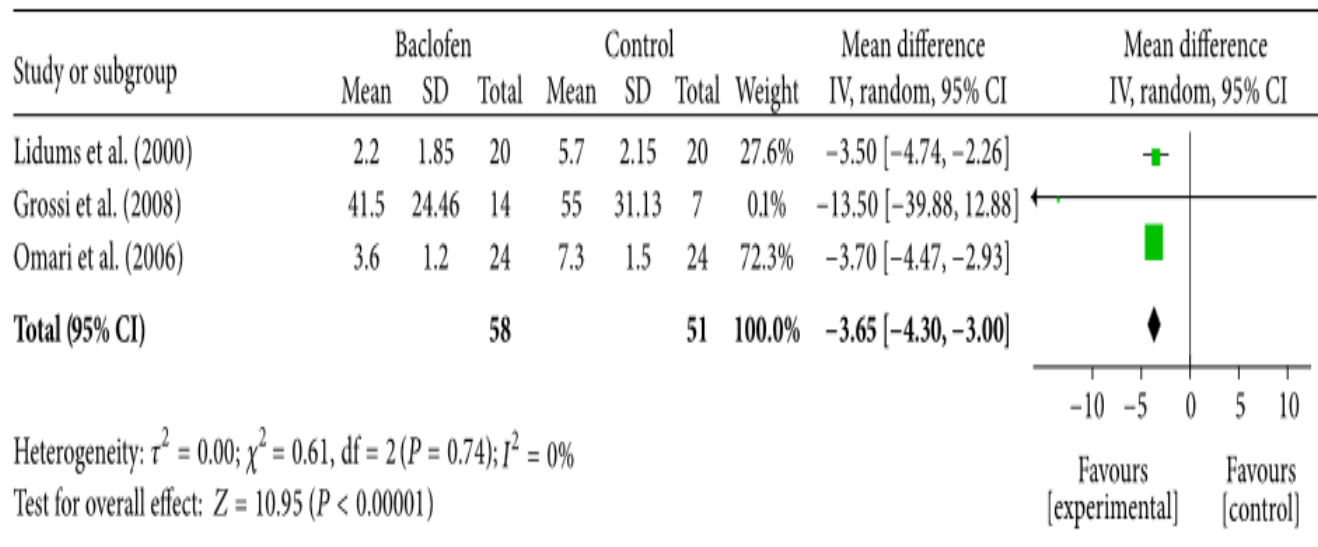 Baclofen Control Mean difference Mean difference
Study or subgroup
Mean SD Total Mean SD Total Weight IV, random, 95% CI IV, random, 95% CI
Lidums et al. (2000) 2.2 1.85 20 5.7 2.15 20 27.6% −3.50 [−4.74, −2.26]
Grossi et al. (2008) 41.5 24.46 14 55 31.13 7 0.1% −13.50 [−39.88, 12.88]
Omari et al. (2006) 3.6 1.2 24 7.3 1.5 24 72.3% −3.70 [−4.47, −2.93]
Total (95% CI) 58 51 100.0% −3.65 [−4.30, −3.00]
−10 −5 0 5 10
Heterogeneity: τ² = 0.00; χ² = 0.61, df = 2 (P = 0.74); I² = 0%
Test for overall effect: Z = 10.95 (P < 0.00001)
Favours Favours
[experimental] [control]